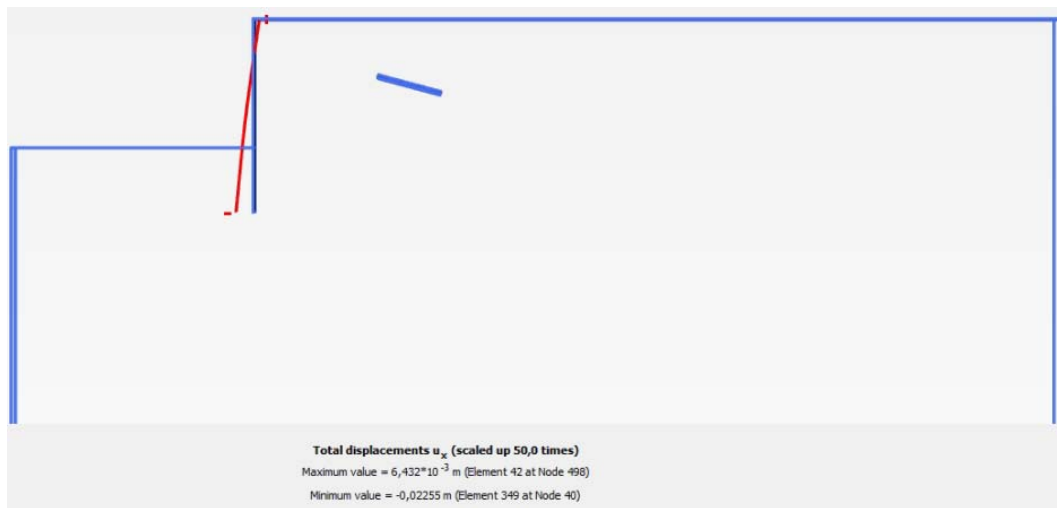 Total displacements uₓ (scaled up 50,0 times)
Maximum value = 6,432*10⁻³ m (Element 42 at Node 498)
Minimum value = -0,02255 m (Element 349 at Node 40)